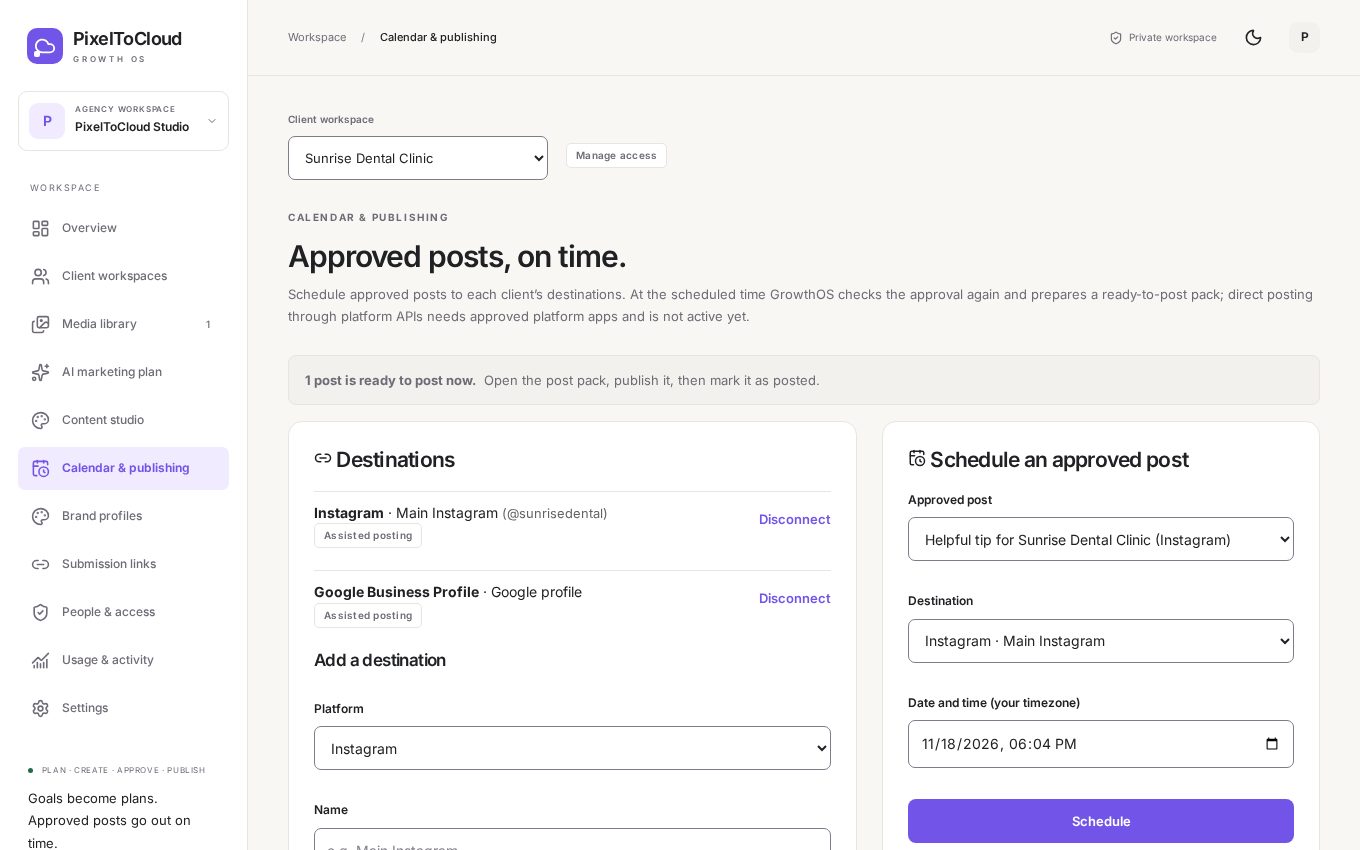 PixelToCloud
GROWTH OS
AGENCY WORKSPACE
P
PixelToCloud Studio
WORKSPACE
Overview
Client workspaces
Media library 1
AI marketing plan
Content studio
Calendar & publishing
Brand profiles
Submission links
People & access
Usage & activity
Settings
PLAN · CREATE · APPROVE · PUBLISH
Goals become plans.
Approved posts go out on
time.
Workspace / Calendar & publishing
Private workspace
P
Client workspace
Sunrise Dental Clinic
Manage access
CALENDAR & PUBLISHING
Approved posts, on time.
Schedule approved posts to each client's destinations. At the scheduled time GrowthOS checks the approval again and prepares a ready-to-post pack; direct posting
through platform APIs needs approved platform apps and is not active yet.
1 post is ready to post now. Open the post pack, publish it, then mark it as posted.
Destinations
Instagram · Main Instagram (@sunrisedental)
Assisted posting
Disconnect
Google Business Profile · Google profile
Assisted posting
Disconnect
Add a destination
Platform
Instagram
Name
e.g. Main Instagram
Schedule an approved post
Approved post
Helpful tip for Sunrise Dental Clinic (Instagram)
Destination
Instagram · Main Instagram
Date and time (your timezone)
11/18/2026, 06:04 PM
Schedule